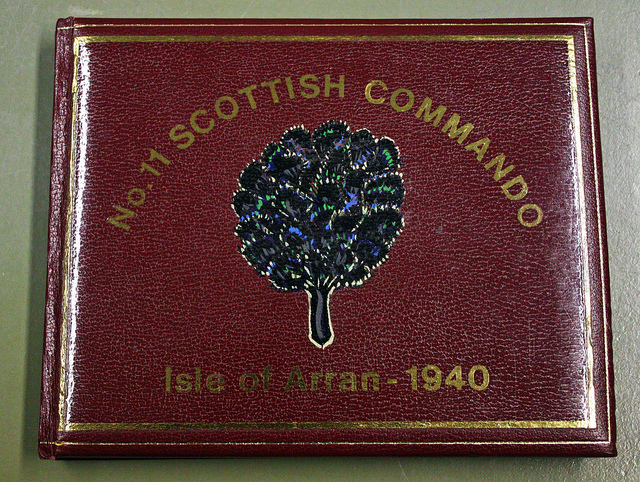 No. 11 SCOTTISH COMMANDO
Isle of Arran - 1940